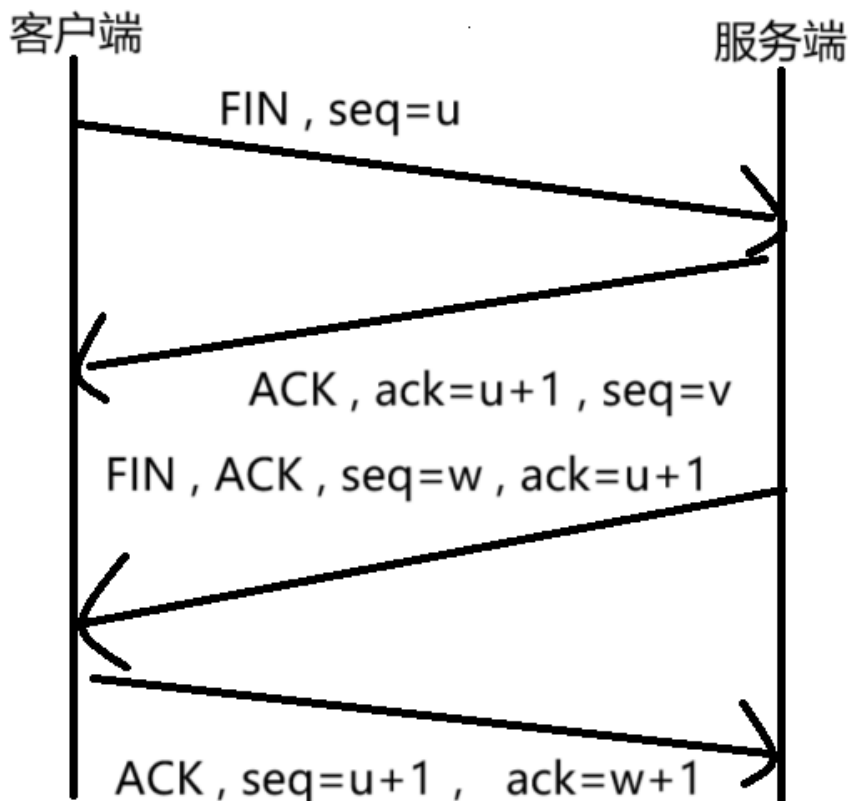 客户端
服务端
FIN , seq=u
ACK , ack=u+1 , seq=v
FIN , ACK , seq=w , ack=u+1
ACK , seq=u+1 , ack=w+1